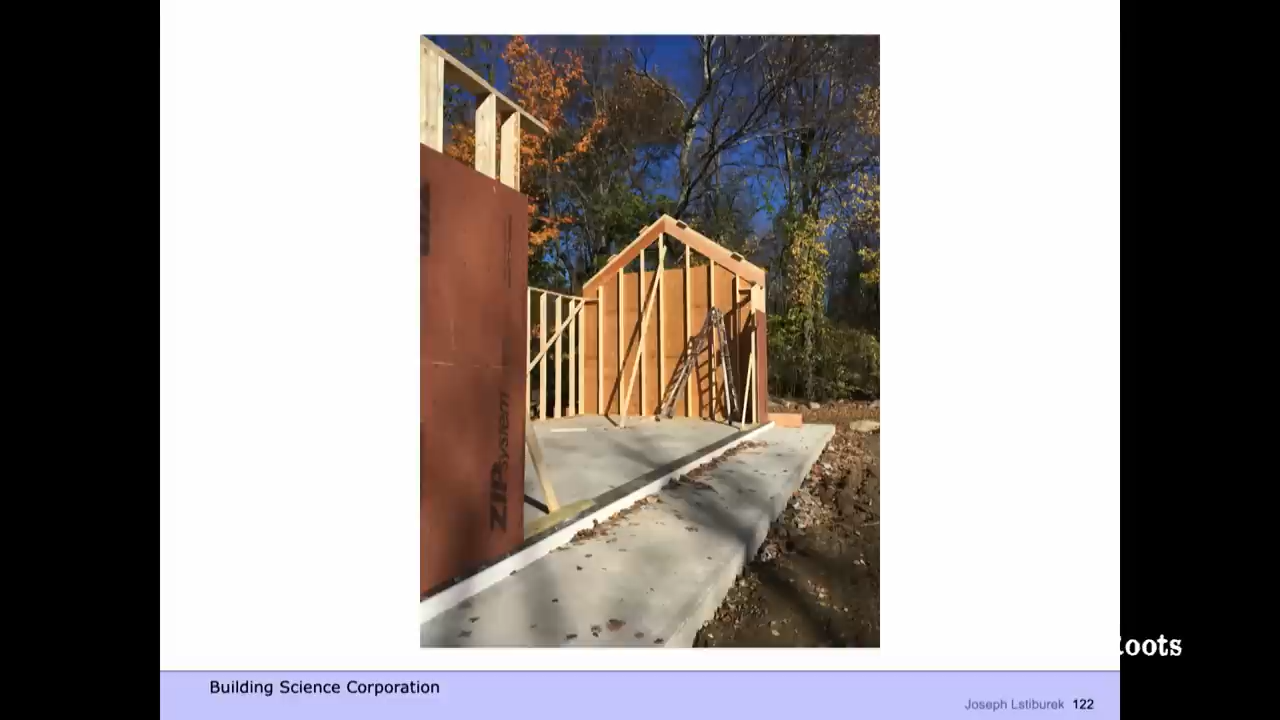 ZIPsystem
oots
Building Science Corporation
Joseph Lstiburek 122